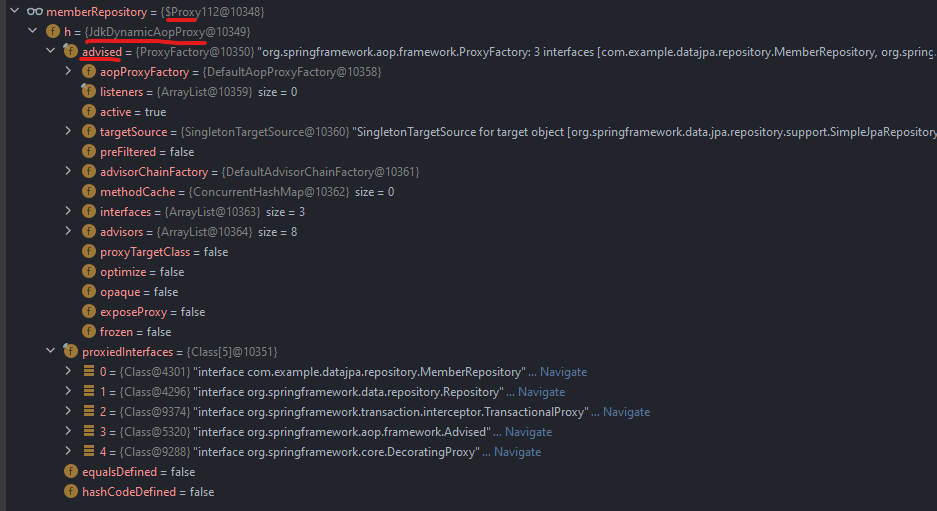 memberRepository = {$Proxy112@10348}
h = {JdkDynamicAopProxy@10349}
advised = {ProxyFactory@10350} "org.springframework.aop.framework.ProxyFactory: 3 interfaces [com.example.datajpa.repository.MemberRepository, org.spring...
aopProxyFactory = {DefaultAopProxyFactory@10358}
listeners = {ArrayList@10359} size = 0
active = true
targetSource = {SingletonTargetSource@10360} "SingletonTargetSource for target object [org.springframework.data.jpa.repository.support.SimpleJpaRepository
preFiltered = false
advisorChainFactory = {DefaultAdvisorChainFactory@10361}
methodCache = {ConcurrentHashMap@10362} size = 0
interfaces = {ArrayList@10363} size = 3
advisors = {ArrayList@10364} size = 8
proxyTargetClass = false
optimize = false
opaque = false
exposeProxy = false
frozen = false
proxiedInterfaces = {Class[5]@10351}
0 = {Class@4301} "interface com.example.datajpa.repository.MemberRepository" ... Navigate
1 = {Class@4296} "interface org.springframework.data.repository.Repository" ... Navigate
2 = {Class@9374} "interface org.springframework.transaction.interceptor.TransactionalProxy" ... Navigate
3 = {Class@5320} "interface org.springframework.aop.framework.Advised" ... Navigate
4 = {Class@9288} "interface org.springframework.core.DecoratingProxy" ... Navigate
equalsDefined = false
hashCodeDefined = false